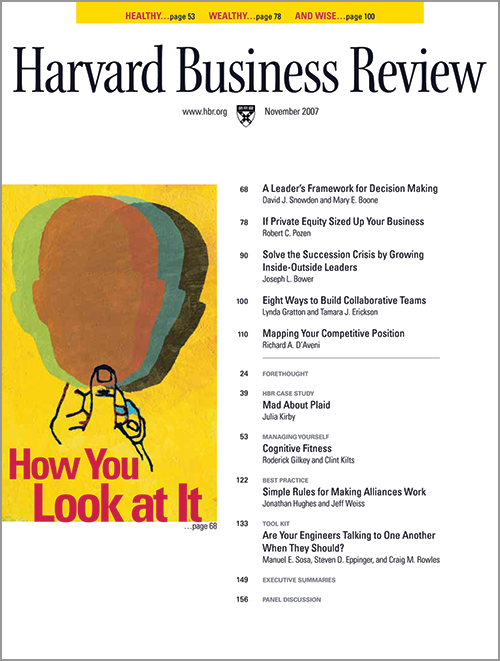 HEALTHY...page 53 WEALTHY...page 78 AND WISE...page 100
Harvard Business Review
www.hbr.org November 2007
68 A Leader's Framework for Decision Making
David J. Snowden and Mary E. Boone
78 If Private Equity Sized Up Your Business
Robert C. Pozen
90 Solve the Succession Crisis by Growing
Inside-Outside Leaders
Joseph L. Bower
100 Eight Ways to Build Collaborative Teams
Lynda Gratton and Tamara J. Erickson
110 Mapping Your Competitive Position
Richard A. D'Aveni
24 FORETHOUGHT
39 HBR CASE STUDY
Mad About Plaid
Julia Kirby
53 MANAGING YOURSELF
Cognitive Fitness
Roderick Gilkey and Clint Kilts
122 BEST PRACTICE
Simple Rules for Making Alliances Work
Jonathan Hughes and Jeff Weiss
133 TOOL KIT
Are Your Engineers Talking to One Another
When They Should?
Manuel E. Sosa, Steven D. Eppinger, and Craig M. Rowles
149 EXECUTIVE SUMMARIES
156 PANEL DISCUSSION
How You
Look at It
...page 68